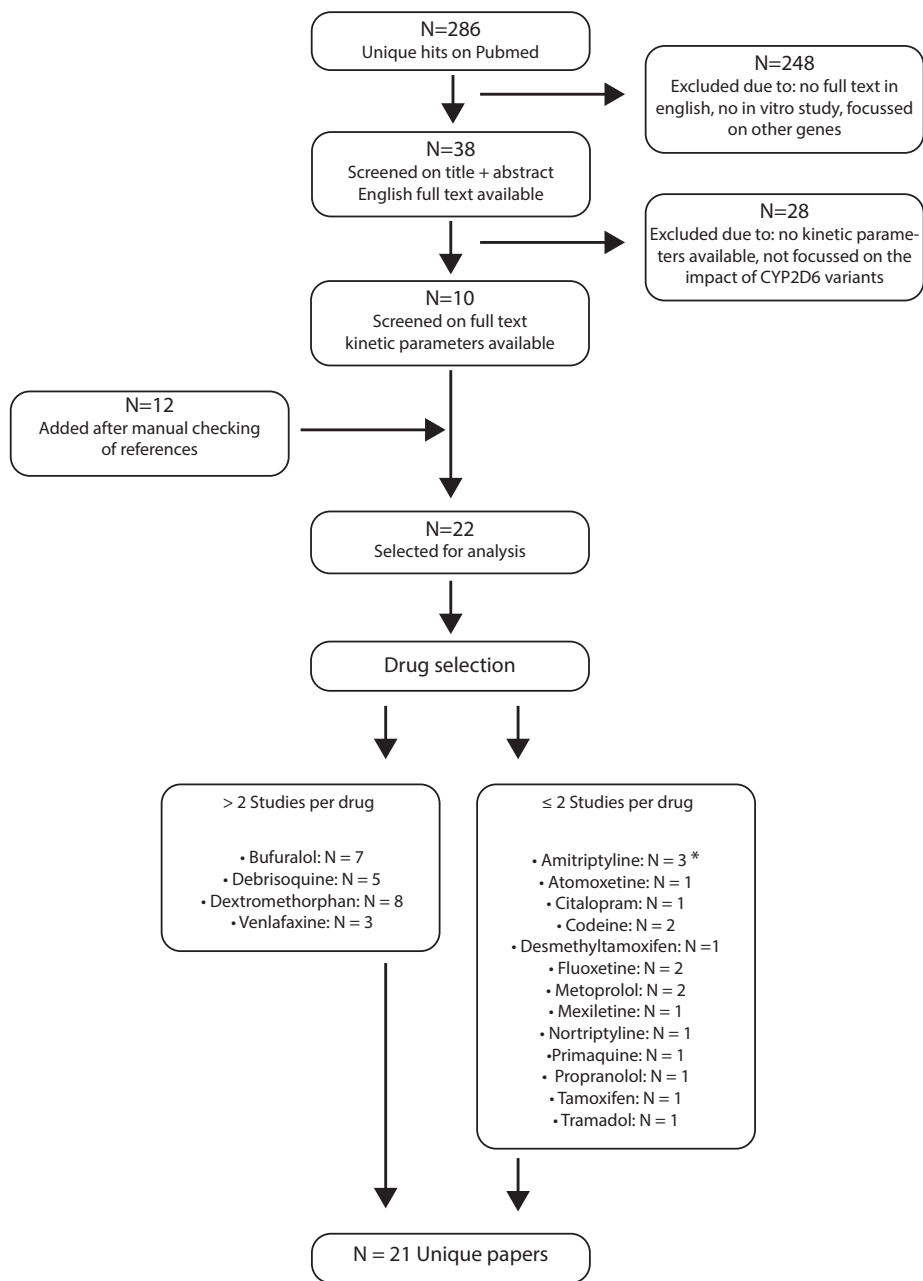 N=286
Unique hits on Pubmed
N=248
Excluded due to: no full text in
english, no in vitro study, focussed
on other genes
N=38
Screened on title + abstract
English full text available
N=28
Excluded due to: no kinetic parame-
ters available, not focussed on the
impact of CYP2D6 variants
N=10
Screened on full text
kinetic parameters available
N=12
Added after manual checking
of references
N=22
Selected for analysis
Drug selection
> 2 Studies per drug
• Bufuralol: N = 7
• Debrisoquine: N = 5
• Dextromethorphan: N = 8
• Venlafaxine: N = 3
≤ 2 Studies per drug
• Amitriptyline: N = 3 *
• Atomoxetine: N = 1
• Citalopram: N = 1
• Codeine: N = 2
• Desmethyltamoxifen: N =1
• Fluoxetine: N = 2
• Metoprolol: N = 2
• Mexiletine: N = 1
• Nortriptyline: N = 1
•Primaquine: N = 1
• Propranolol: N = 1
• Tamoxifen: N = 1
• Tramadol: N = 1
N = 21 Unique papers